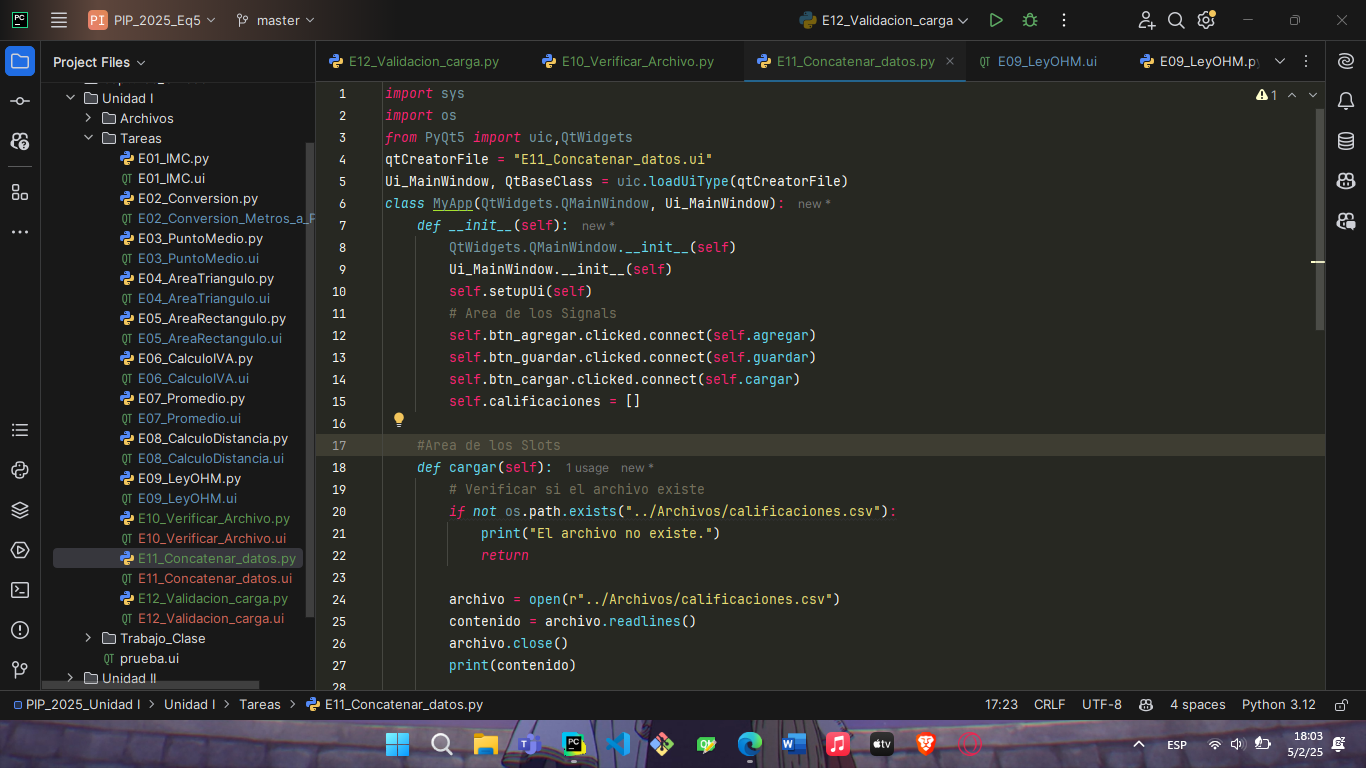 PI PIP_2025_Eq5 master E12_Validacion_carga
Project Files
E12_Validacion_carga.py E10_Verificar_Archivo.py E11_Concatenar_datos.py E09_LeyOHM.ui E09_LeyOHM.py
Unidad I
Archivos
Tareas
E01_IMC.py
E01_IMC.ui
E02_Conversion.py
E02_Conversion_Metros_a_P
E03_PuntoMedio.py
E03_PuntoMedio.ui
E04_AreaTriangulo.py
E04_AreaTriangulo.ui
E05_AreaRectangulo.py
E05_AreaRectangulo.ui
E06_CalculoIVA.py
E06_CalculoIVA.ui
E07_Promedio.py
E07_Promedio.ui
E08_CalculoDistancia.py
E08_CalculoDistancia.ui
E09_LeyOHM.py
E09_LeyOHM.ui
E10_Verificar_Archivo.py
E10_Verificar_Archivo.ui
E11_Concatenar_datos.py
E11_Concatenar_datos.ui
E12_Validacion_carga.py
E12_Validacion_carga.ui
Trabajo_Clase
prueba.ui
Unidad II
1 import sys
2 import os
3 from PyQt5 import uic,QtWidgets
4 qtCreatorFile = "E11_Concatenar_datos.ui"
5 Ui_MainWindow, QtBaseClass = uic.loadUiType(qtCreatorFile)
6 class MyApp(QtWidgets.QMainWindow, Ui_MainWindow): new *
7 def __init__(self): new *
8 QtWidgets.QMainWindow.__init__(self)
9 Ui_MainWindow.__init__(self)
10 self.setupUi(self)
11 # Area de los Signals
12 self.btn_agregar.clicked.connect(self.agregar)
13 self.btn_guardar.clicked.connect(self.guardar)
14 self.btn_cargar.clicked.connect(self.cargar)
15 self.calificaciones = []
16
17 #Area de los Slots
18 def cargar(self): 1 usage new *
19 # Verificar si el archivo existe
20 if not os.path.exists("../Archivos/calificaciones.csv"):
21 print("El archivo no existe.")
22 return
23
24 archivo = open(r"../Archivos/calificaciones.csv")
25 contenido = archivo.readlines()
26 archivo.close()
27 print(contenido)
28
1
PIP_2025_Unidad I Unidad I Tareas E11_Concatenar_datos.py 17:23 CRLF UTF-8 4 spaces Python 3.12
ESP 18:03
5/2/25